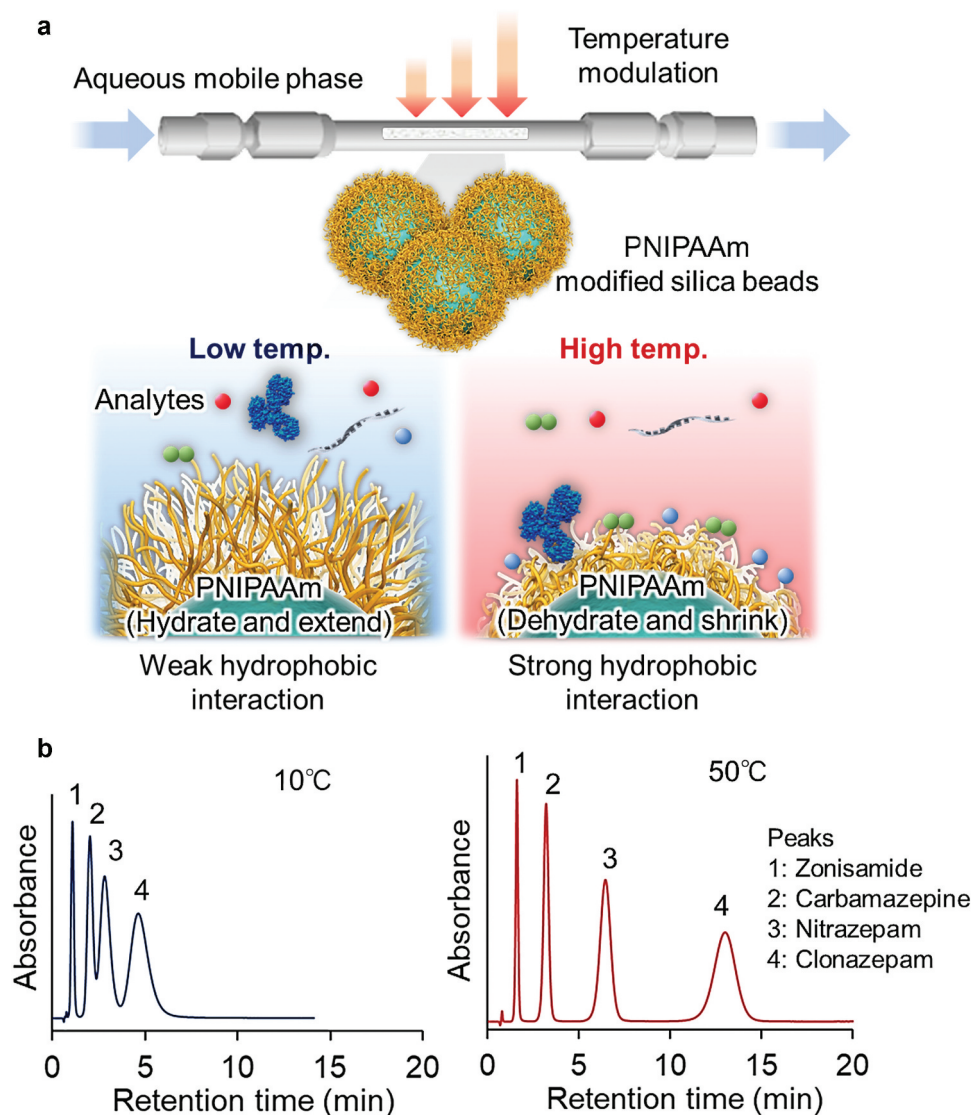 a
Aqueous mobile phase
Temperature
modulation
PNIPAAm
modified silica beads
Low temp.
Analytes
PNIPAAm
(Hydrate and extend)
Weak hydrophobic
interaction
High temp.
PNIPAAm
(Dehydrate and shrink)
Strong hydrophobic
interaction
b
10℃
1
2
3
4
Absorbance
0 5 10 15 20
Retention time (min)
50℃
1
2
3
4
Absorbance
0 5 10 15 20
Retention time (min)
Peaks
1: Zonisamide
2: Carbamazepine
3: Nitrazepam
4: Clonazepam